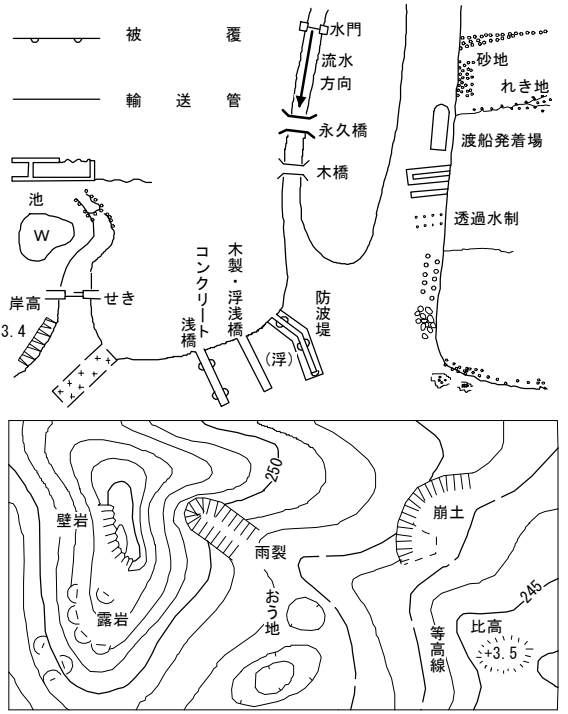 被覆
輸送管
水門
流水
方向
永久橋
木橋
砂地
れき地
渡船発着場
透過水制
池
W
岸高
3.4
せき
コンクリート
浅橋
木製・浮浅橋
防波堤
(浮)
250
壁岩
露岩
雨裂
おう地
崩土
等高線
245
比高
+3.5